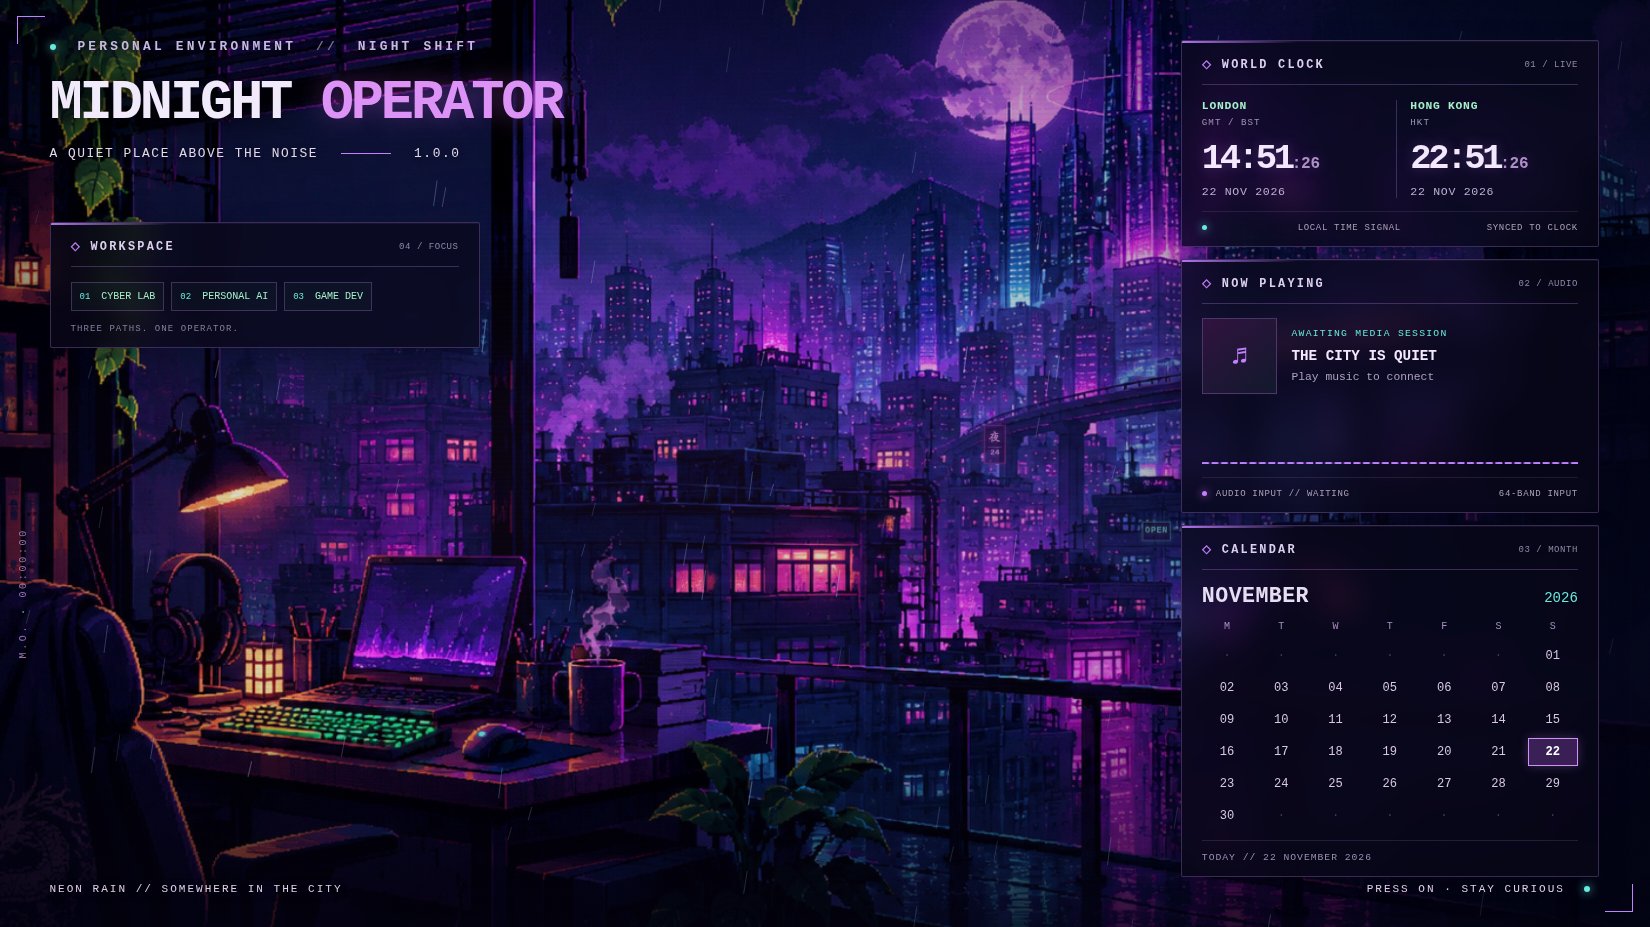 PERSONAL ENVIRONMENT // NIGHT SHIFT
MIDNIGHT OPERATOR
A QUIET PLACE ABOVE THE NOISE 1.0.0
WORKSPACE 04 / FOCUS
01 CYBER LAB 02 PERSONAL AI 03 GAME DEV
THREE PATHS. ONE OPERATOR.
M.O. · 00:00:00
夜
24
OPEN
NEON RAIN // SOMEWHERE IN THE CITY
WORLD CLOCK 01 / LIVE
LONDON
GMT / BST
14:51:26
22 NOV 2026
HONG KONG
HKT
22:51:26
22 NOV 2026
LOCAL TIME SIGNAL SYNCED TO CLOCK
NOW PLAYING 02 / AUDIO
AWAITING MEDIA SESSION
THE CITY IS QUIET
Play music to connect
AUDIO INPUT // WAITING 64-BAND INPUT
CALENDAR 03 / MONTH
NOVEMBER 2026
M T W T F S S
· · · · · · 01
02 03 04 05 06 07 08
09 10 11 12 13 14 15
16 17 18 19 20 21 22
23 24 25 26 27 28 29
30 · · · · · ·
TODAY // 22 NOVEMBER 2026
PRESS ON · STAY CURIOUS